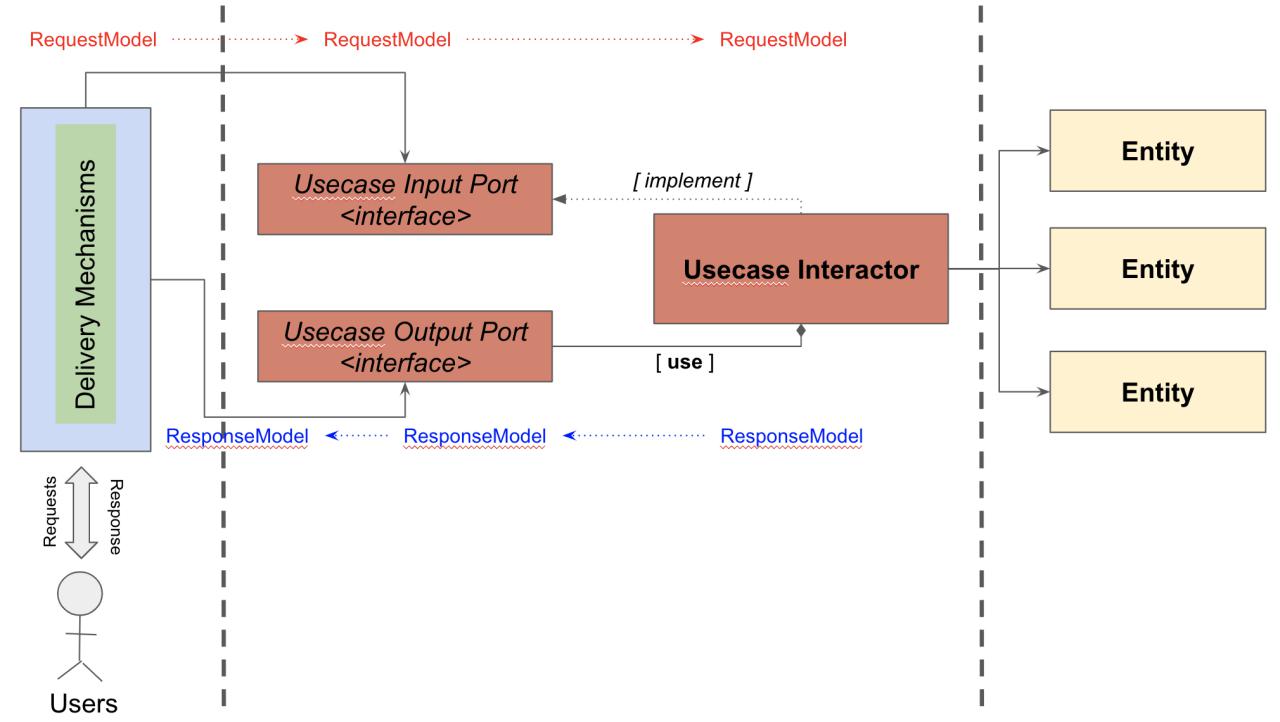 RequestModel
RequestModel
RequestModel
Delivery Mechanisms
Usecase Input Port
<interface>
[ implement ]
Usecase Interactor
Usecase Output Port
<interface>
[ use ]
Entity
Entity
Entity
ResponseModel
ResponseModel
ResponseModel
Requests
Response
Users